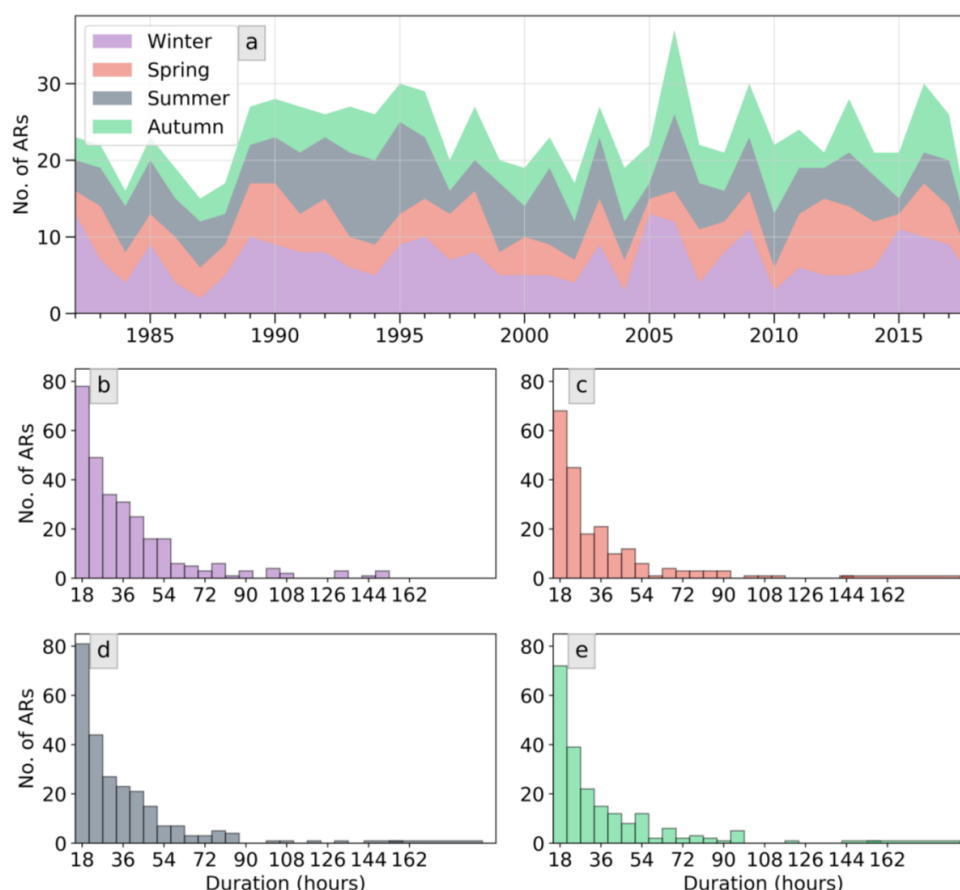 Winter
Spring
Summer
Autumn
a
No. of ARs
0
10
20
30
1985 1990 1995 2000 2005 2010 2015
b
No. of ARs
0
20
40
60
80
18 36 54 72 90 108 126 144 162
c
0
20
40
60
80
18 36 54 72 90 108 126 144 162
d
No. of ARs
0
20
40
60
80
18 36 54 72 90 108 126 144 162
Duration (hours)
e
0
20
40
60
80
18 36 54 72 90 108 126 144 162
Duration (hours)